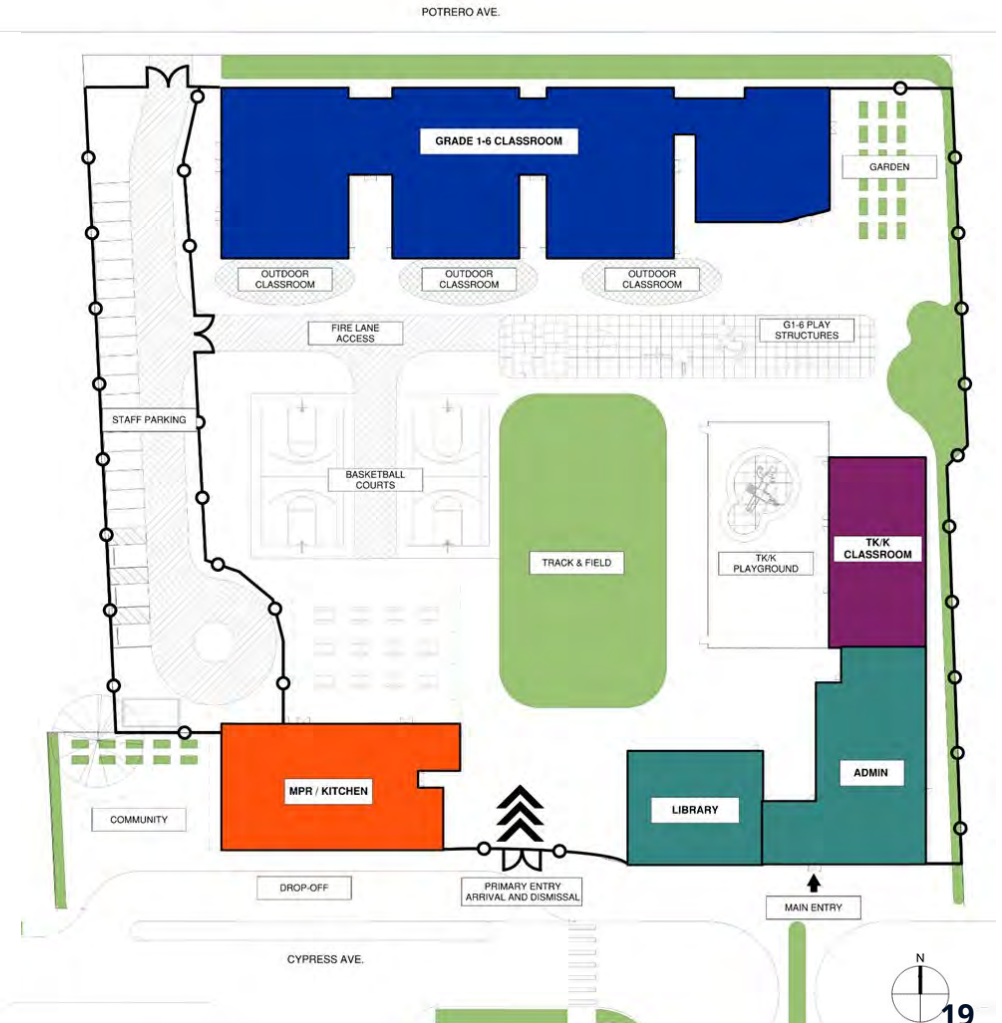 POTRERO AVE.
GRADE 1-6 CLASSROOM
GARDEN
OUTDOOR
CLASSROOM
OUTDOOR
CLASSROOM
OUTDOOR
CLASSROOM
FIRE LANE
ACCESS
G1-6 PLAY
STRUCTURES
STAFF PARKING
BASKETBALL
COURTS
TRACK & FIELD
TK/K
PLAYGROUND
TK/K
CLASSROOM
MPR / KITCHEN
ADMIN
LIBRARY
COMMUNITY
DROP-OFF
PRIMARY ENTRY
ARRIVAL AND DISMISSAL
MAIN ENTRY
CYPRESS AVE.
N
19